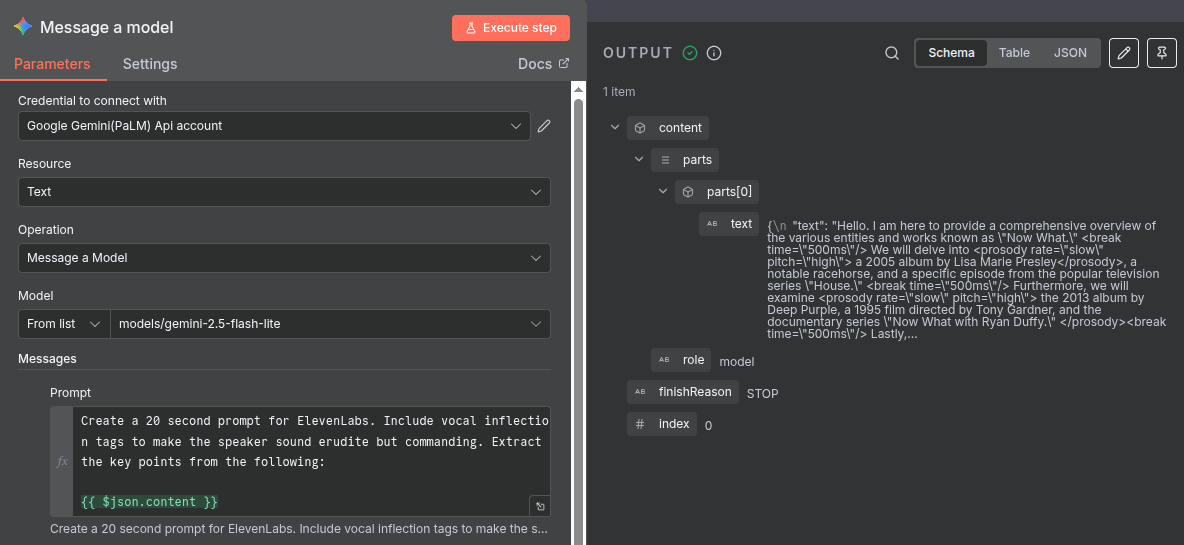 Message a model
Execute step
Parameters
Settings
Docs
Credential to connect with
Google Gemini(PaLM) Api account
Resource
Text
Operation
Message a Model
Model
From list
models/gemini-2.5-flash-lite
Messages
Prompt
fx
Create a 20 second prompt for ElevenLabs. Include vocal inflectio
n tags to make the speaker sound erudite but commanding. Extract
the key points from the following:
{{ $json.content }}
Create a 20 second prompt for ElevenLabs. Include vocal inflection tags to make the s...
OUTPUT
Schema
Table
JSON
1 item
content
parts
parts[0]
AB
text
{\n "text": "Hello. I am here to provide a comprehensive overview of
the various entities and works known as \"Now What.\" <break
time=\"500ms\"/> We will delve into <prosody rate=\"slow\"
pitch=\"high\"> a 2005 album by Lisa Marie Presley</prosody>, a
notable racehorse, and a specific episode from the popular television
series \"House.\" <break time=\"500ms\"/> Furthermore, we will
examine <prosody rate=\"slow\" pitch=\"high\"> the 2013 album by
Deep Purple, a 1995 film directed by Tony Gardner, and the
documentary series \"Now What with Ryan Duffy.\" </prosody><break
time=\"500ms\"/> Lastly,...
AB
role
model
AB
finishReason
STOP
#
index
0